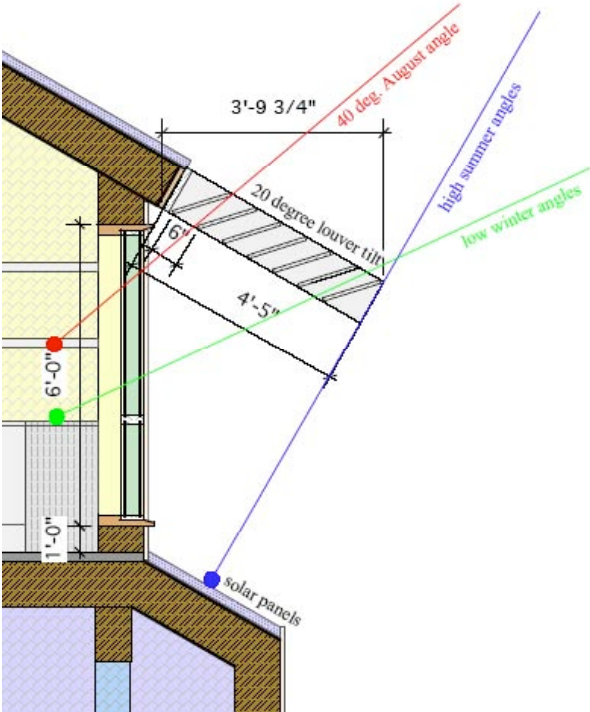 3'-9 3/4"
40 deg. August angle
high summer angles
20 degree louver tilt
low winter angles
6"
4'-5"
6'-0"
1'-0"
solar panels